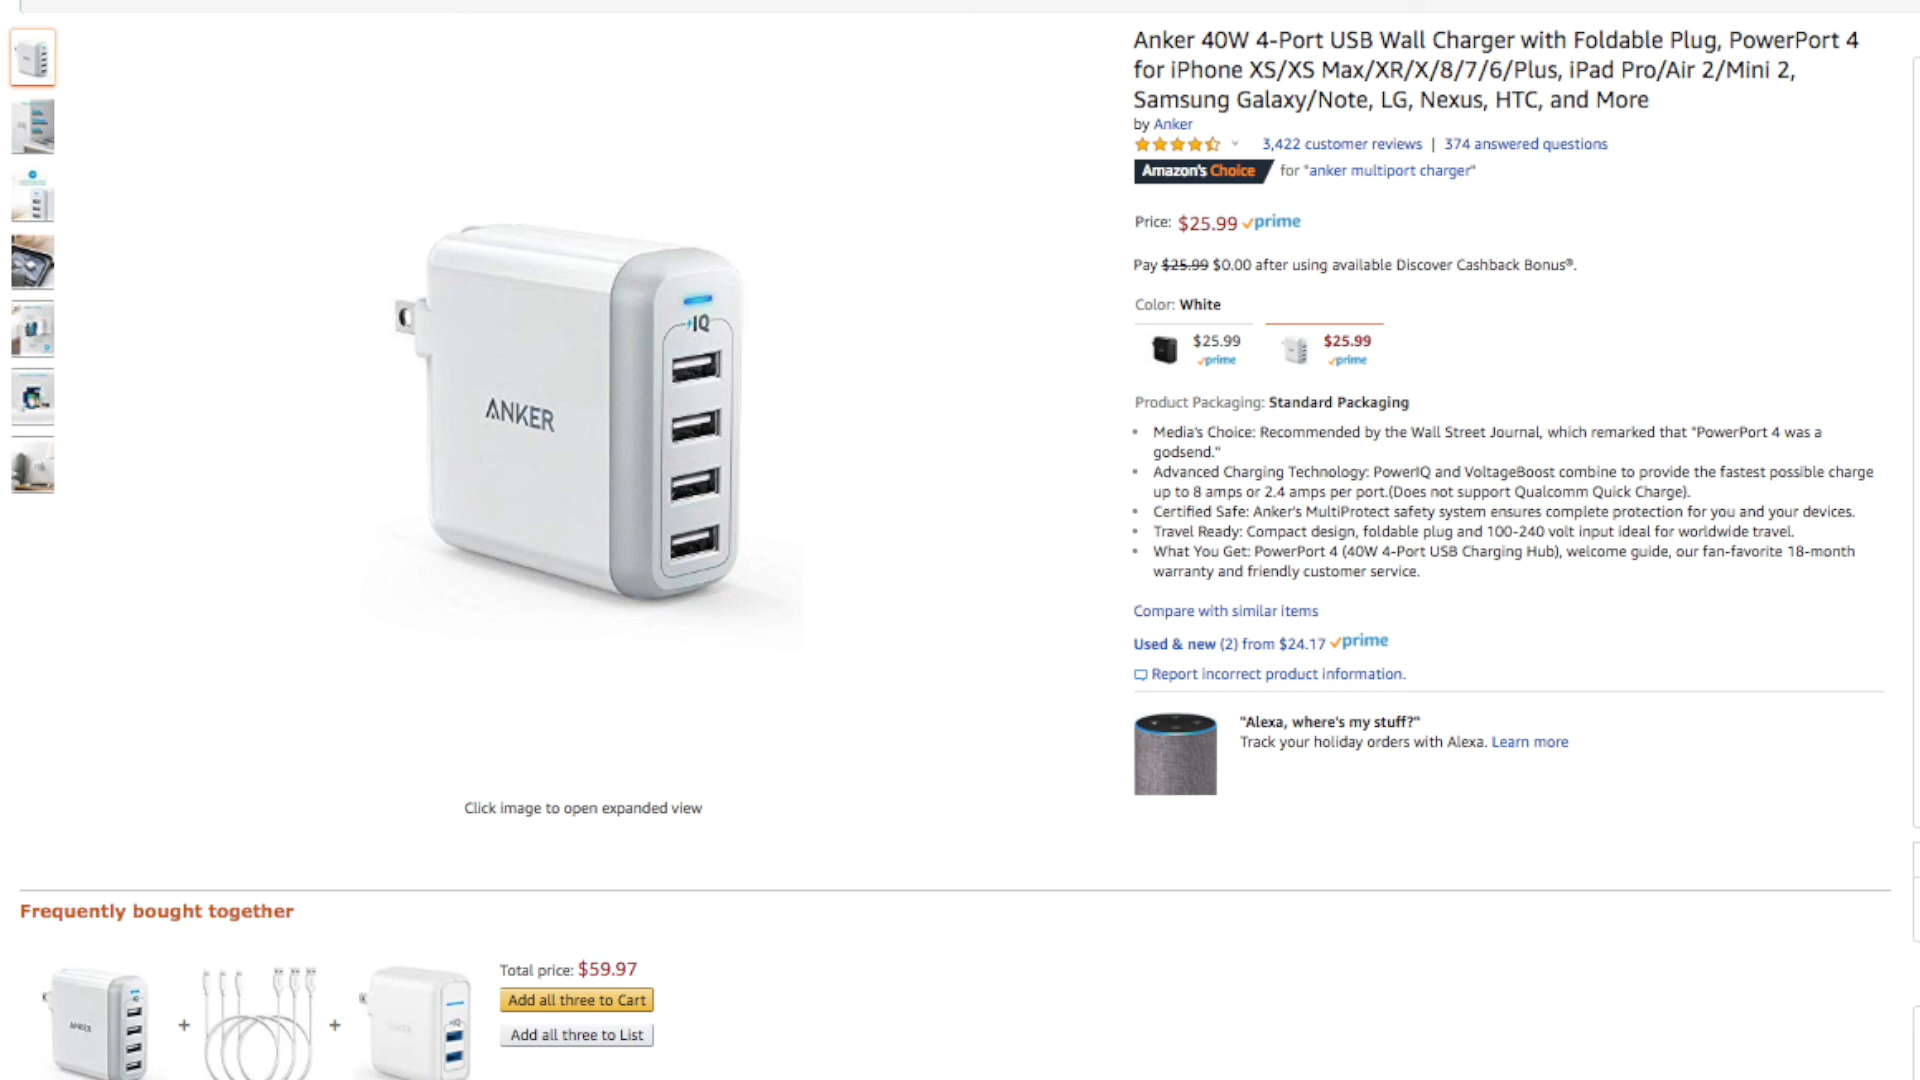 Anker 40W 4-Port USB Wall Charger with Foldable Plug, PowerPort 4
for iPhone XS/XS Max/XR/X/8/7/6/Plus, iPad Pro/Air 2/Mini 2,
Samsung Galaxy/Note, LG, Nexus, HTC, and More
by Anker
3,422 customer reviews | 374 answered questions
Amazon's Choice for "anker multiport charger"
Price: $25.99 prime
Pay $25.99 $0.00 after using available Discover Cashback Bonus®.
Color: White
$25.99 $25.99
prime prime
Product Packaging: Standard Packaging
Media's Choice: Recommended by the Wall Street Journal, which remarked that "PowerPort 4 was a
godsend."
Advanced Charging Technology: PowerIQ and VoltageBoost combine to provide the fastest possible charge
up to 8 amps or 2.4 amps per port.(Does not support Qualcomm Quick Charge).
Certified Safe: Anker's MultiProtect safety system ensures complete protection for you and your devices.
Travel Ready: Compact design, foldable plug and 100-240 volt input ideal for worldwide travel.
What You Get: PowerPort 4 (40W 4-Port USB Charging Hub), welcome guide, our fan-favorite 18-month
warranty and friendly customer service.
Compare with similar items
Used & new (2) from $24.17 prime
Report incorrect product information.
"Alexa, where's my stuff?"
Track your holiday orders with Alexa. Learn more
IQ
ANKER
Click image to open expanded view
Frequently bought together
ANKER + + ANKER
Total price: $59.97
Add all three to Cart
Add all three to List